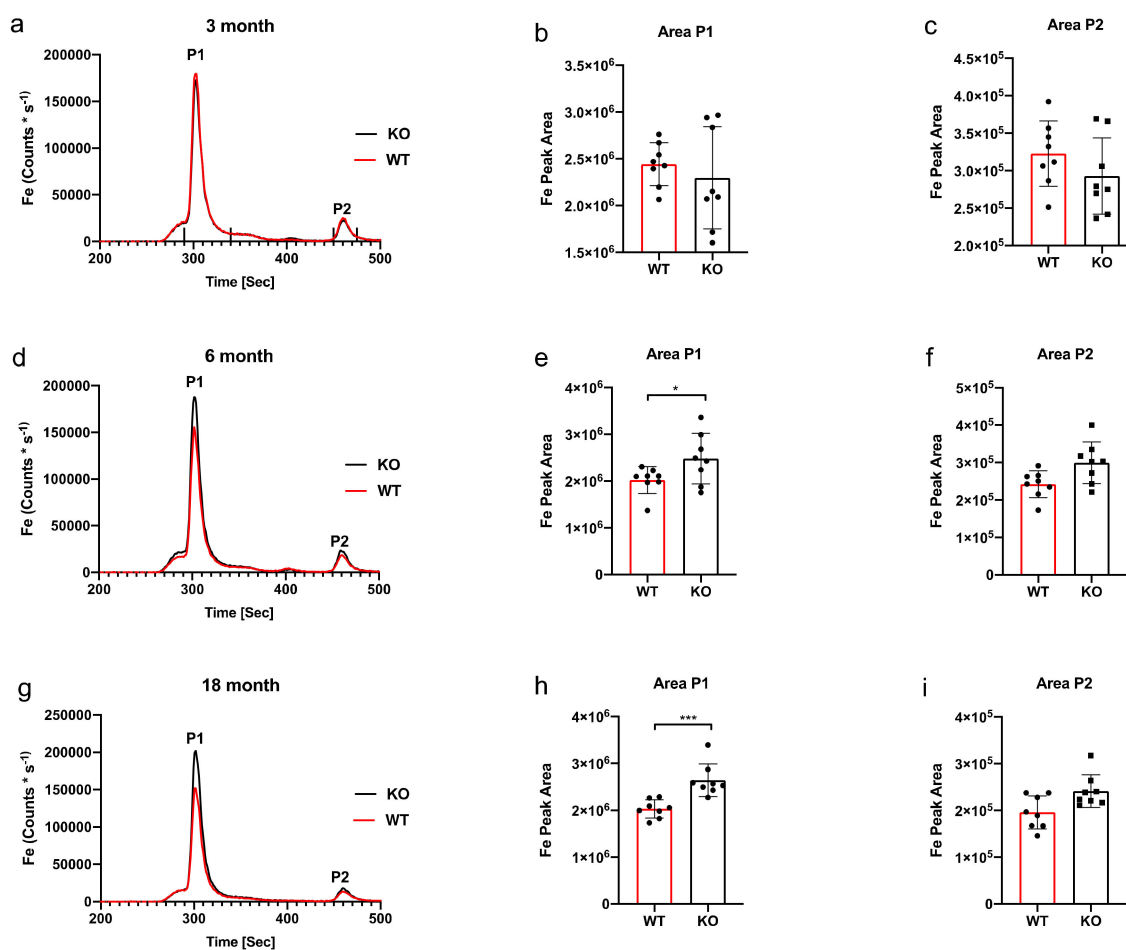 a
3 month
Fe (Counts * s⁻¹)
200000
150000
100000
50000
0
P1
P2
KO
WT
200 300 400 500
Time [Sec]
b
Area P1
Fe Peak Area
3.5×10⁶
3.0×10⁶
2.5×10⁶
2.0×10⁶
1.5×10⁶
WT KO
c
Area P2
Fe Peak Area
4.5×10⁵
4.0×10⁵
3.5×10⁵
3.0×10⁵
2.5×10⁵
2.0×10⁵
WT KO
d
6 month
Fe (Counts * s⁻¹)
200000
150000
100000
50000
0
P1
P2
KO
WT
200 300 400 500
Time [Sec]
e
Area P1
Fe Peak Area
4×10⁶
3×10⁶
2×10⁶
1×10⁶
0
*
WT KO
f
Area P2
Fe Peak Area
5×10⁵
4×10⁵
3×10⁵
2×10⁵
1×10⁵
0
WT KO
g
18 month
Fe (Counts * s⁻¹)
250000
200000
150000
100000
50000
0
P1
P2
KO
WT
200 300 400 500
Time [Sec]
h
Area P1
Fe Peak Area
4×10⁶
3×10⁶
2×10⁶
1×10⁶
0
***
WT KO
i
Area P2
Fe Peak Area
4×10⁵
3×10⁵
2×10⁵
1×10⁵
0
WT KO